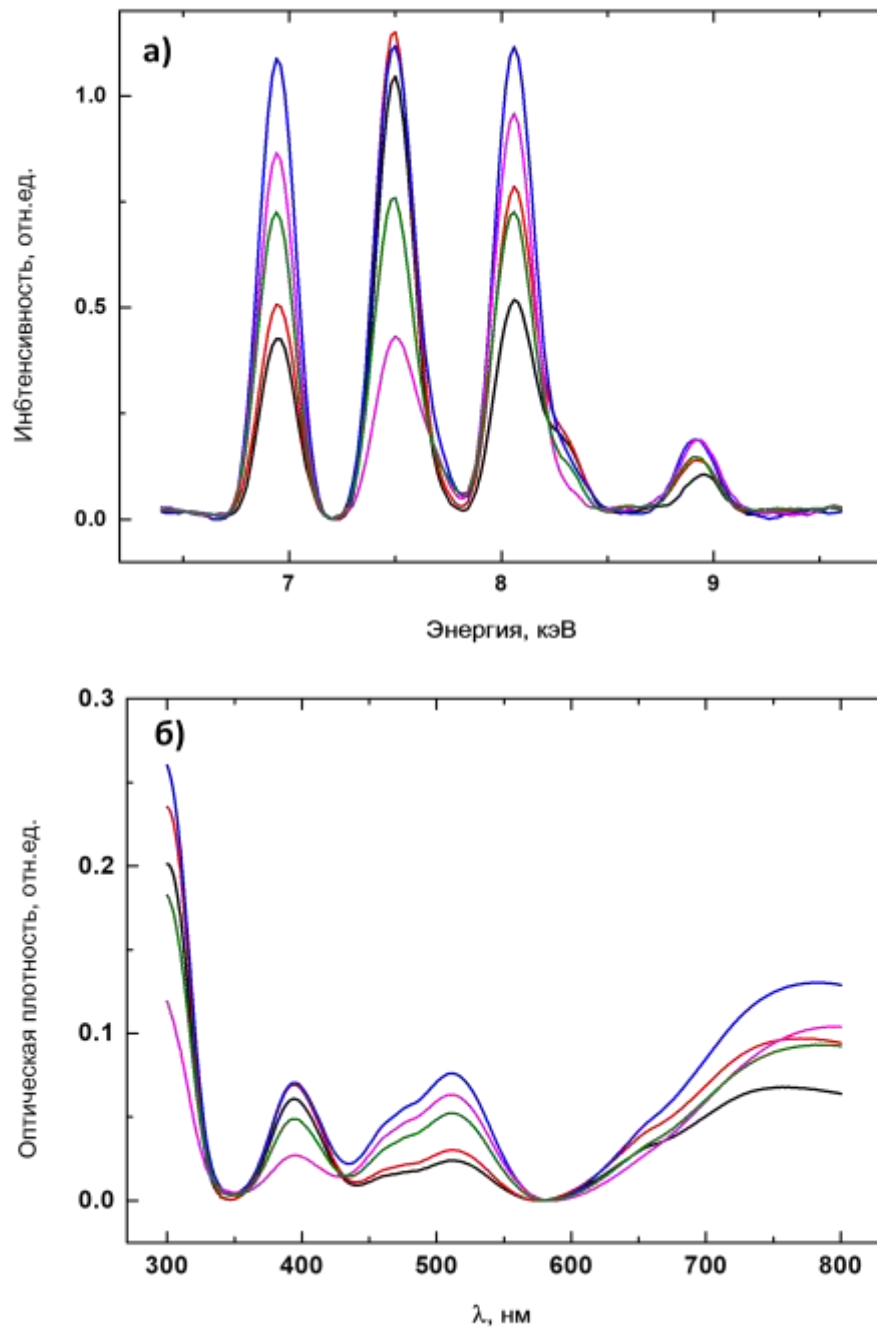 а)
1.0
0.5
0.0
Инбтенсивность, отн.ед.
7 8 9
Энергия, кэВ
б)
0.3
0.2
0.1
0.0
Оптическая плотность, отн.ед.
300 400 500 600 700 800
λ, нм